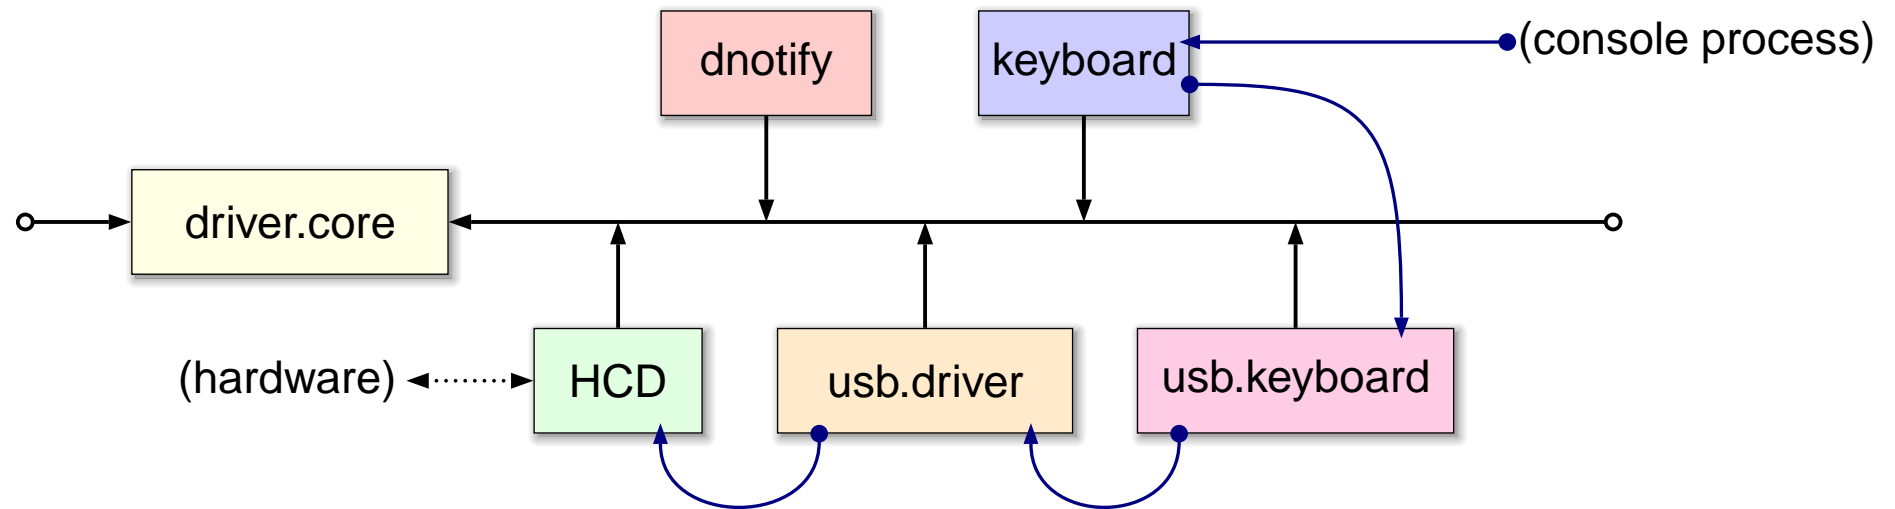 dnotify
keyboard
(console process)
driver.core
(hardware)
HCD
usb.driver
usb.keyboard